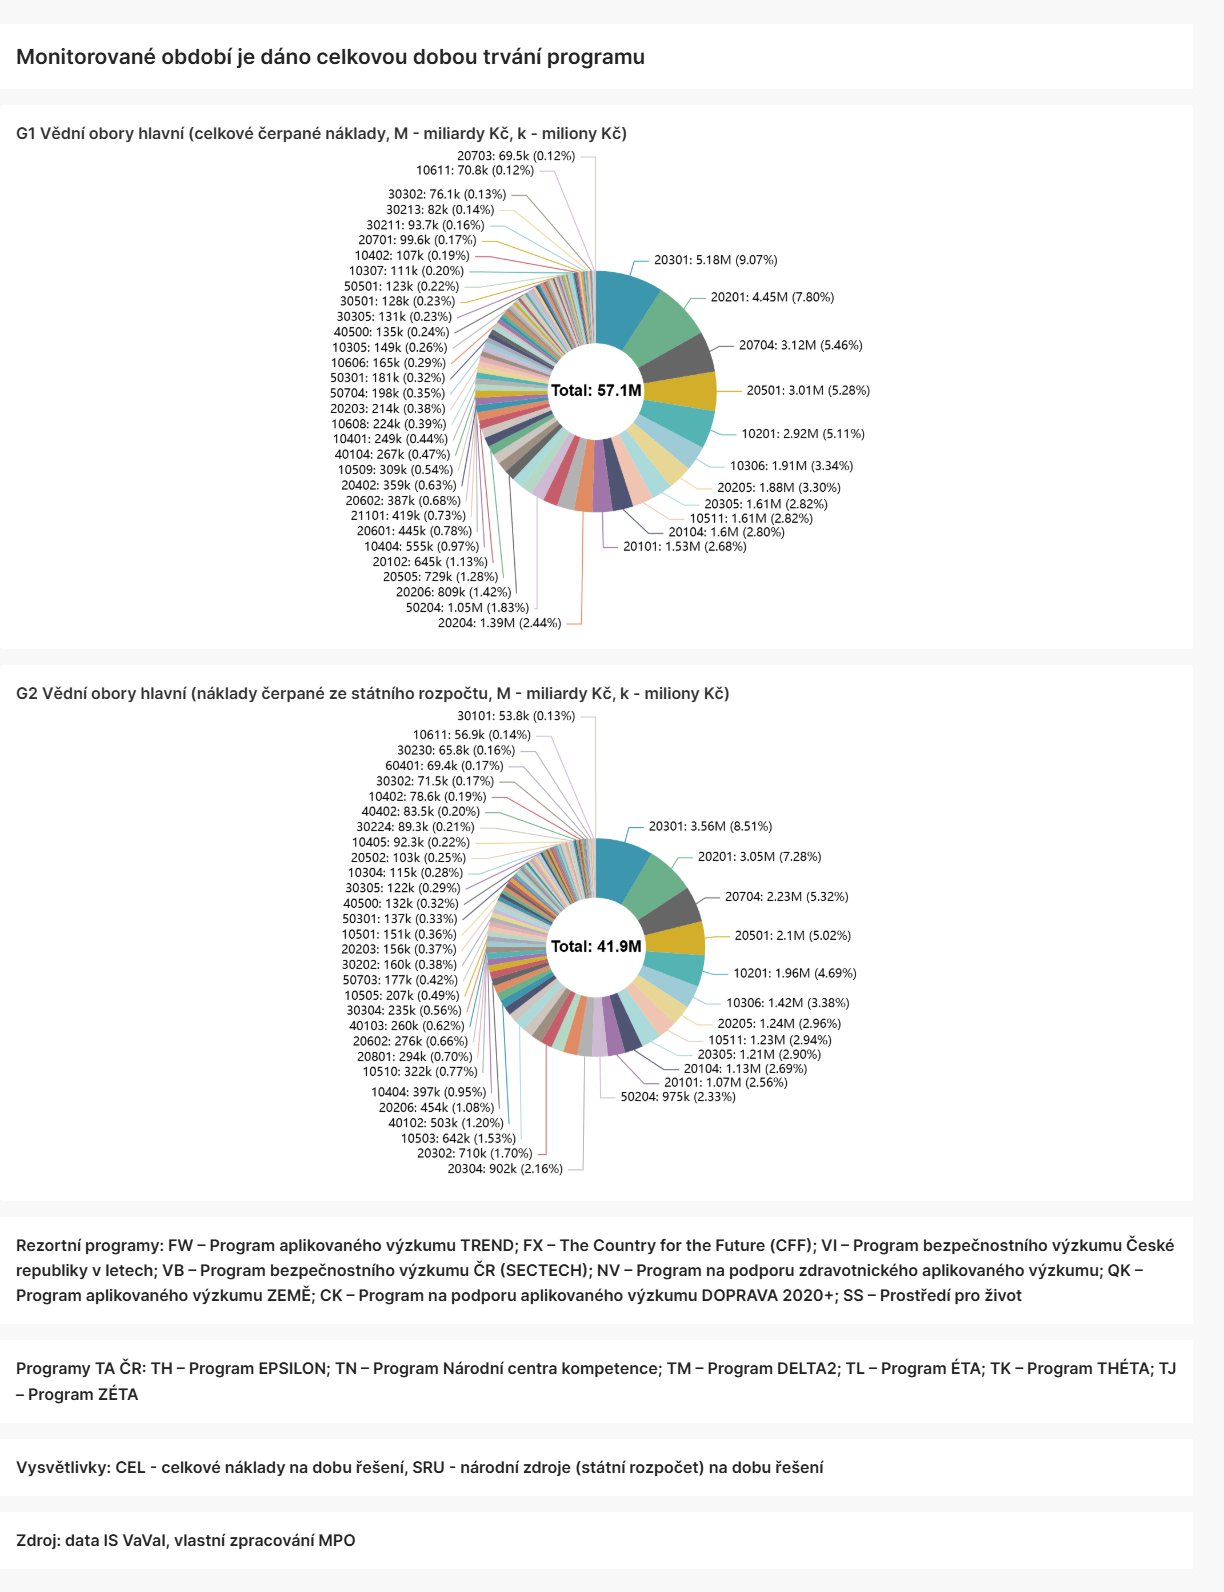 Monitorované období je dáno celkovou dobou trvání programu
G1 Vědní obory hlavní (celkové čerpané náklady, M - miliardy Kč, k - miliony Kč)
20703: 69.5k (0.12%)
10611: 70.8k (0.12%)
30302: 76.1k (0.13%)
30213: 82k (0.14%)
30211: 93.7k (0.16%)
20701: 99.6k (0.17%)
10402: 107k (0.19%)
10307: 111k (0.20%)
50501: 123k (0.22%)
30501: 128k (0.23%)
30305: 131k (0.23%)
40500: 135k (0.24%)
10305: 149k (0.26%)
10606: 165k (0.29%)
50301: 181k (0.32%)
50704: 198k (0.35%)
20203: 214k (0.38%)
10608: 224k (0.39%)
10401: 249k (0.44%)
40104: 267k (0.47%)
10509: 309k (0.54%)
20402: 359k (0.63%)
20602: 387k (0.68%)
21101: 419k (0.73%)
20601: 445k (0.78%)
10404: 555k (0.97%)
20102: 645k (1.13%)
20505: 729k (1.28%)
20206: 809k (1.42%)
50204: 1.05M (1.83%)
20204: 1.39M (2.44%)
20301: 5.18M (9.07%)
20201: 4.45M (7.80%)
20704: 3.12M (5.46%)
20501: 3.01M (5.28%)
10201: 2.92M (5.11%)
10306: 1.91M (3.34%)
20205: 1.88M (3.30%)
20305: 1.61M (2.82%)
10511: 1.61M (2.82%)
20104: 1.6M (2.80%)
20101: 1.53M (2.68%)
Total: 57.1M
G2 Vědní obory hlavní (náklady čerpané ze státního rozpočtu, M - miliardy Kč, k - miliony Kč)
30101: 53.8k (0.13%)
10611: 56.9k (0.14%)
30230: 65.8k (0.16%)
60401: 69.4k (0.17%)
30302: 71.5k (0.17%)
10402: 78.6k (0.19%)
40402: 83.5k (0.20%)
30224: 89.3k (0.21%)
10405: 92.3k (0.22%)
20502: 103k (0.25%)
10304: 115k (0.28%)
30305: 122k (0.29%)
40500: 132k (0.32%)
50301: 137k (0.33%)
10501: 151k (0.36%)
20203: 156k (0.37%)
30202: 160k (0.38%)
50703: 177k (0.42%)
10505: 207k (0.49%)
30304: 235k (0.56%)
40103: 260k (0.62%)
20602: 276k (0.66%)
20801: 294k (0.70%)
10510: 322k (0.77%)
10404: 397k (0.95%)
20206: 454k (1.08%)
40102: 503k (1.20%)
10503: 642k (1.53%)
20302: 710k (1.70%)
20304: 902k (2.16%)
20301: 3.56M (8.51%)
20201: 3.05M (7.28%)
20704: 2.23M (5.32%)
20501: 2.1M (5.02%)
10201: 1.96M (4.69%)
10306: 1.42M (3.38%)
20205: 1.24M (2.96%)
10511: 1.23M (2.94%)
20305: 1.21M (2.90%)
20104: 1.13M (2.69%)
20101: 1.07M (2.56%)
50204: 975k (2.33%)
Total: 41.9M
Rezortní programy: FW – Program aplikovaného výzkumu TREND; FX – The Country for the Future (CFF); VI – Program bezpečnostního výzkumu České
republiky v letech; VB – Program bezpečnostního výzkumu ČR (SECTECH); NV – Program na podporu zdravotnického aplikovaného výzkumu; QK –
Program aplikovaného výzkumu ZEMĚ; CK – Program na podporu aplikovaného výzkumu DOPRAVA 2020+; SS – Prostředí pro život
Programy TA ČR: TH – Program EPSILON; TN – Program Národní centra kompetence; TM – Program DELTA2; TL – Program ÉTA; TK – Program THÉTA; TJ
– Program ZÉTA
Vysvětlivky: CEL - celkové náklady na dobu řešení, SRU - národní zdroje (státní rozpočet) na dobu řešení
Zdroj: data IS VaVaI, vlastní zpracování MPO